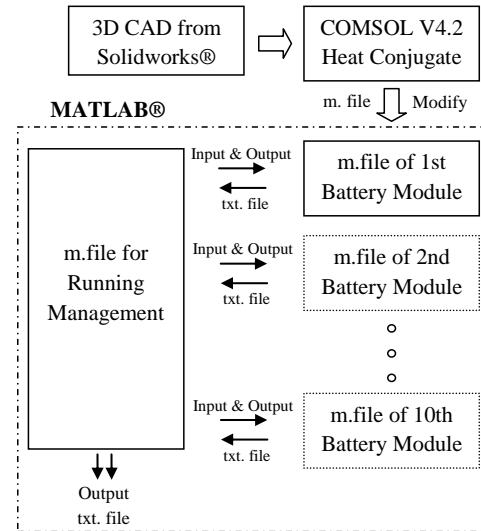 3D CAD from
Solidworks®
COMSOL V4.2
Heat Conjugate
m. file
Modify
MATLAB®
m.file for
Running
Management
Input & Output
txt. file
m.file of 1st
Battery Module
Input & Output
txt. file
m.file of 2nd
Battery Module
Input & Output
txt. file
m.file of 10th
Battery Module
Output
txt. file